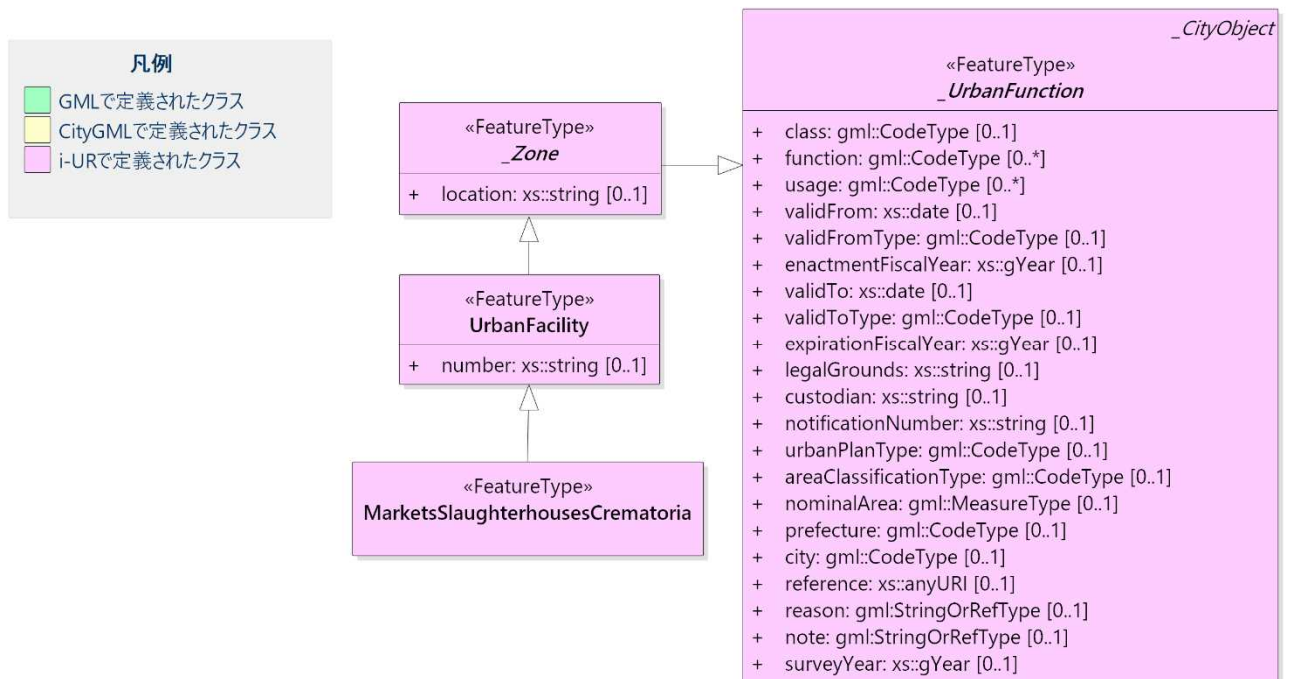 凡例
GMLで定義されたクラス
CityGMLで定義されたクラス
i-URで定義されたクラス
«FeatureType»
_Zone
+ location: xs::string [0..1]
«FeatureType»
UrbanFacility
+ number: xs::string [0..1]
«FeatureType»
MarketsSlaughterhousesCrematoria
_CityObject
«FeatureType»
_UrbanFunction
+ class: gml::CodeType [0..1]
+ function: gml::CodeType [0..*]
+ usage: gml::CodeType [0..*]
+ validFrom: xs::date [0..1]
+ validFromType: gml::CodeType [0..1]
+ enactmentFiscalYear: xs::gYear [0..1]
+ validTo: xs::date [0..1]
+ validToType: gml::CodeType [0..1]
+ expirationFiscalYear: xs::gYear [0..1]
+ legalGrounds: xs::string [0..1]
+ custodian: xs::string [0..1]
+ notificationNumber: xs::string [0..1]
+ urbanPlanType: gml::CodeType [0..1]
+ areaClassificationType: gml::CodeType [0..1]
+ nominalArea: gml::MeasureType [0..1]
+ prefecture: gml::CodeType [0..1]
+ city: gml::CodeType [0..1]
+ reference: xs::anyURI [0..1]
+ reason: gml:StringOrRefType [0..1]
+ note: gml:StringOrRefType [0..1]
+ surveyYear: xs::gYear [0..1]